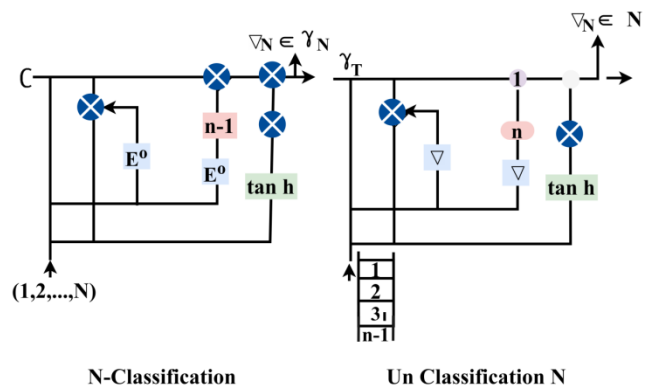 ∇N ∈ γN
C
n-1
E⁰
E⁰
tan h
(1,2,...,N)
N-Classification
∇N ∈ N
γT
1
n
∇
∇
tan h
1
2
3ı
n-1
Un Classification N